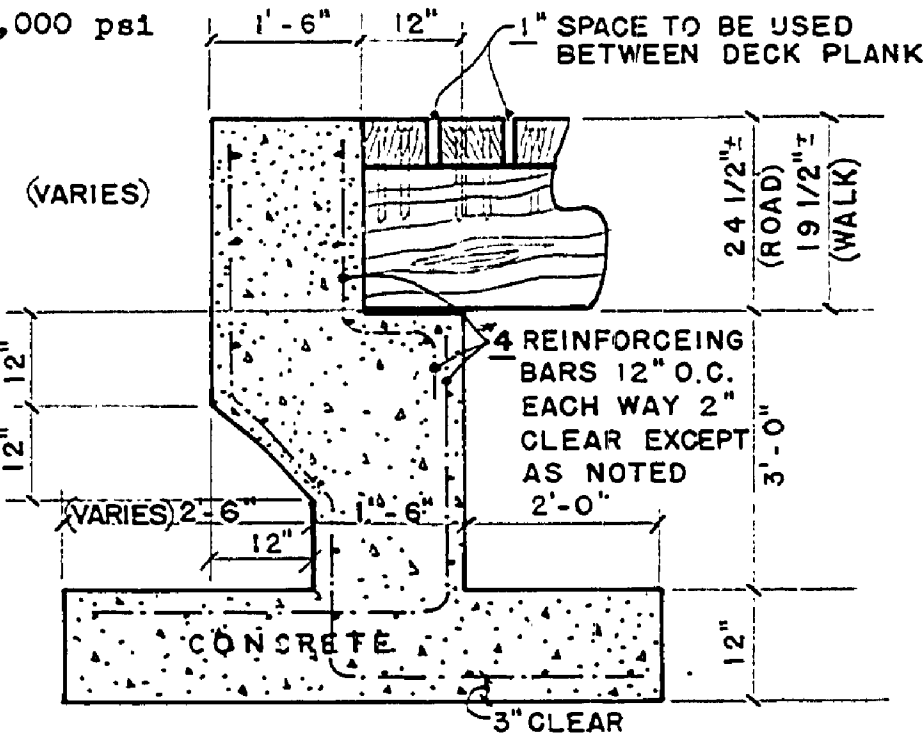 ,000 psi
1'-6"
12"
1" SPACE TO BE USED
BETWEEN DECK PLANK
(VARIES)
24 1/2"±
(ROAD)
19 1/2"±
(WALK)
12"
12"
4 REINFORCEING
BARS 12" O.C.
EACH WAY 2"
CLEAR EXCEPT
AS NOTED
3'-0"
(VARIES) 2'-6"
1'-6"
2'-0"
12"
CONCRETE
12"
3" CLEAR